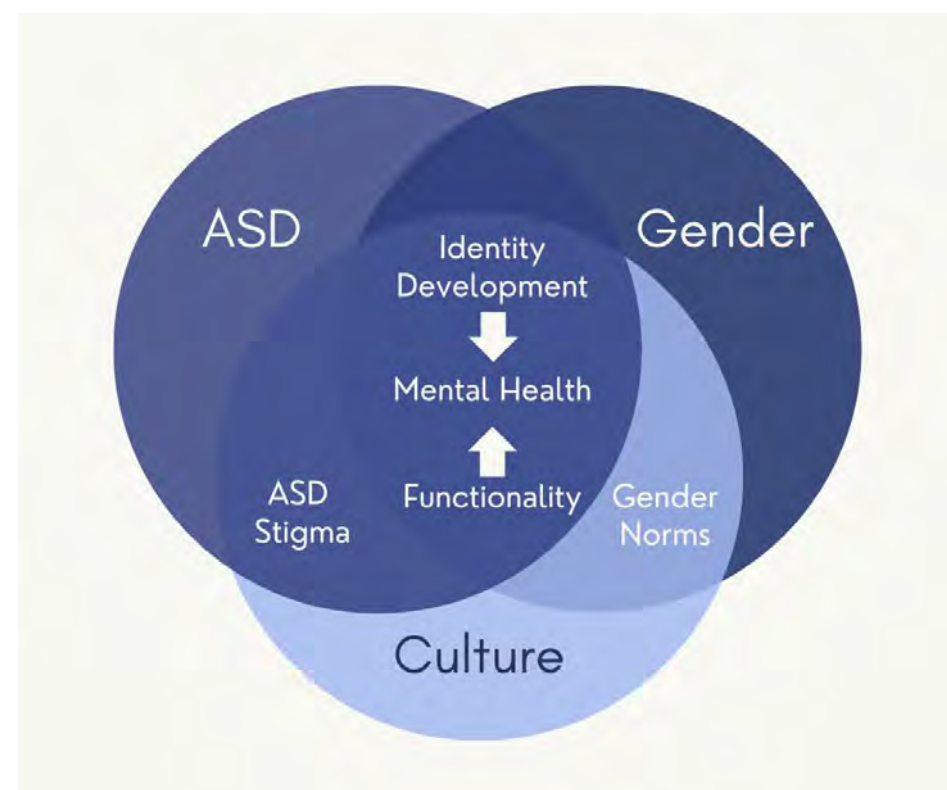 ASD
Gender
Identity
Development
Mental Health
Functionality
ASD
Stigma
Gender
Norms
Culture